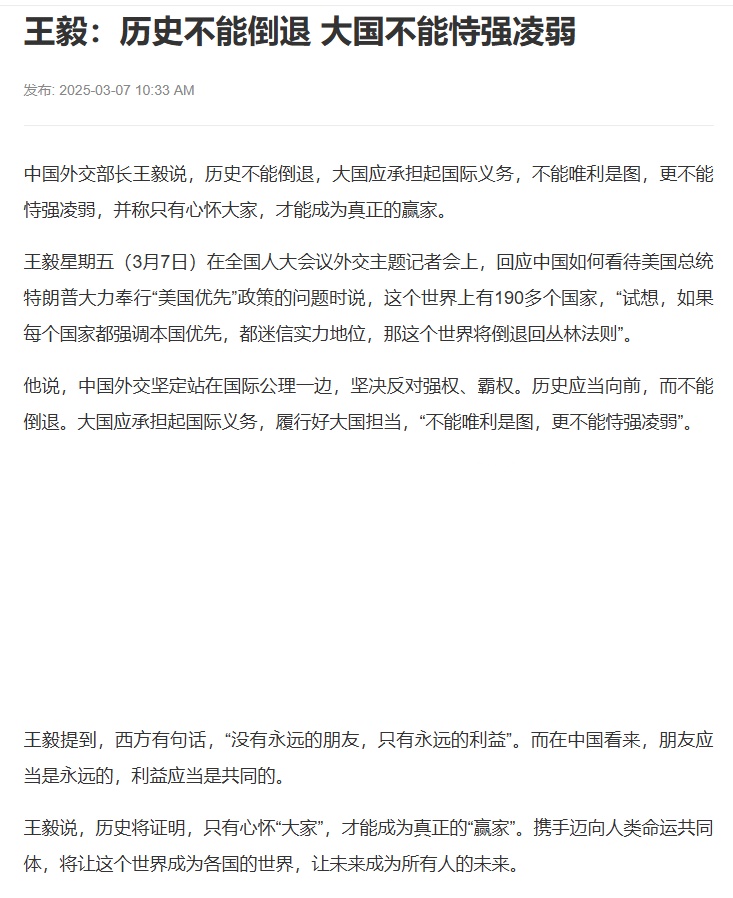 王毅：历史不能倒退 大国不能恃强凌弱
发布: 2025-03-07 10:33 AM
中国外交部长王毅说，历史不能倒退，大国应承担起国际义务，不能唯利是图，更不能
恃强凌弱，并称只有心怀大家，才能成为真正的赢家。
王毅星期五（3月7日）在全国人大会议外交主题记者会上，回应中国如何看待美国总统
特朗普大力奉行“美国优先”政策的问题时说，这个世界上有190多个国家，“试想，如果
每个国家都强调本国优先，都迷信实力地位，那这个世界将倒退回丛林法则”。
他说，中国外交坚定站在国际公理一边，坚决反对强权、霸权。历史应当向前，而不能
倒退。大国应承担起国际义务，履行好大国担当，“不能唯利是图，更不能恃强凌弱”。
王毅提到，西方有句话，“没有永远的朋友，只有永远的利益”。而在中国看来，朋友应
当是永远的，利益应当是共同的。
王毅说，历史将证明，只有心怀“大家”，才能成为真正的“赢家”。携手迈向人类命运共同
体，将让这个世界成为各国的世界，让未来成为所有人的未来。